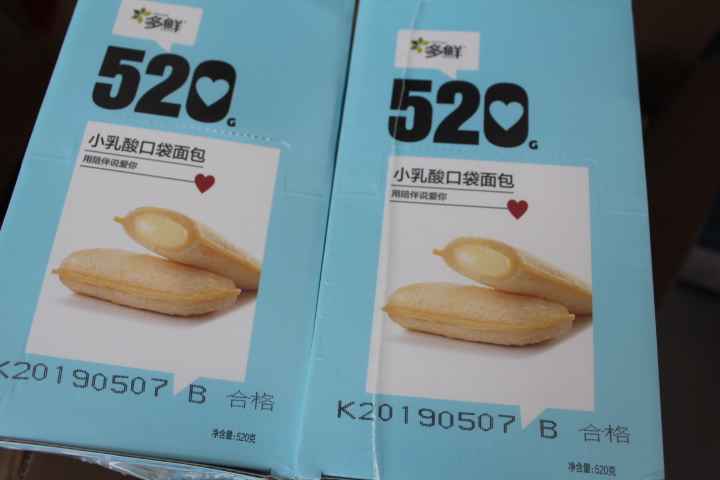 多鲜
520G
小乳酸口袋面包
用陪伴说爱你
K20190507 B 合格
净含量:520克
多鲜
520G
小乳酸口袋面包
用陪伴说爱你
K20190507 B 合格
净含量:520克